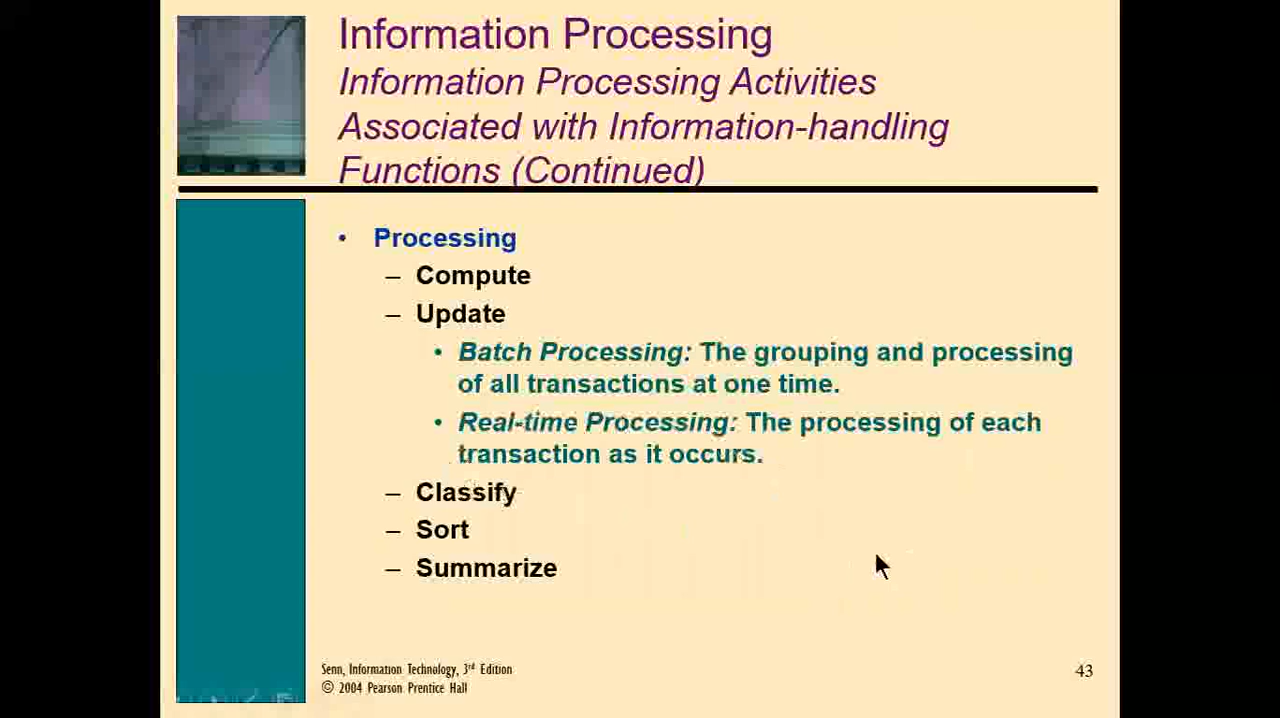 Information Processing
Information Processing Activities
Associated with Information-handling
Functions (Continued)
• Processing
– Compute
– Update
• Batch Processing: The grouping and processing
of all transactions at one time.
• Real-time Processing: The processing of each
transaction as it occurs.
– Classify
– Sort
– Summarize
Senn, Information Technology, 3rd Edition
© 2004 Pearson Prentice Hall
43